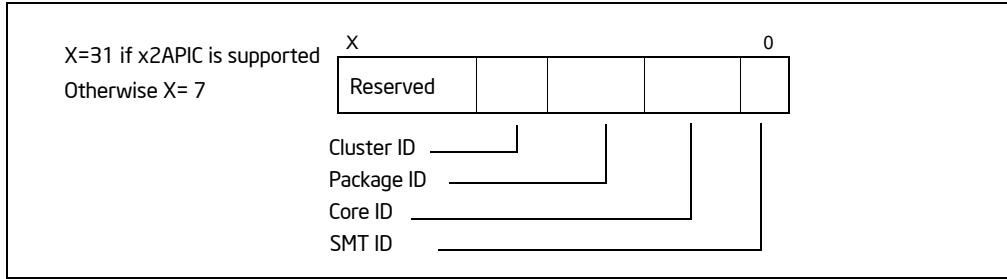 X=31 if x2APIC is supported
Otherwise X= 7
X 0
Reserved
Cluster ID
Package ID
Core ID
SMT ID